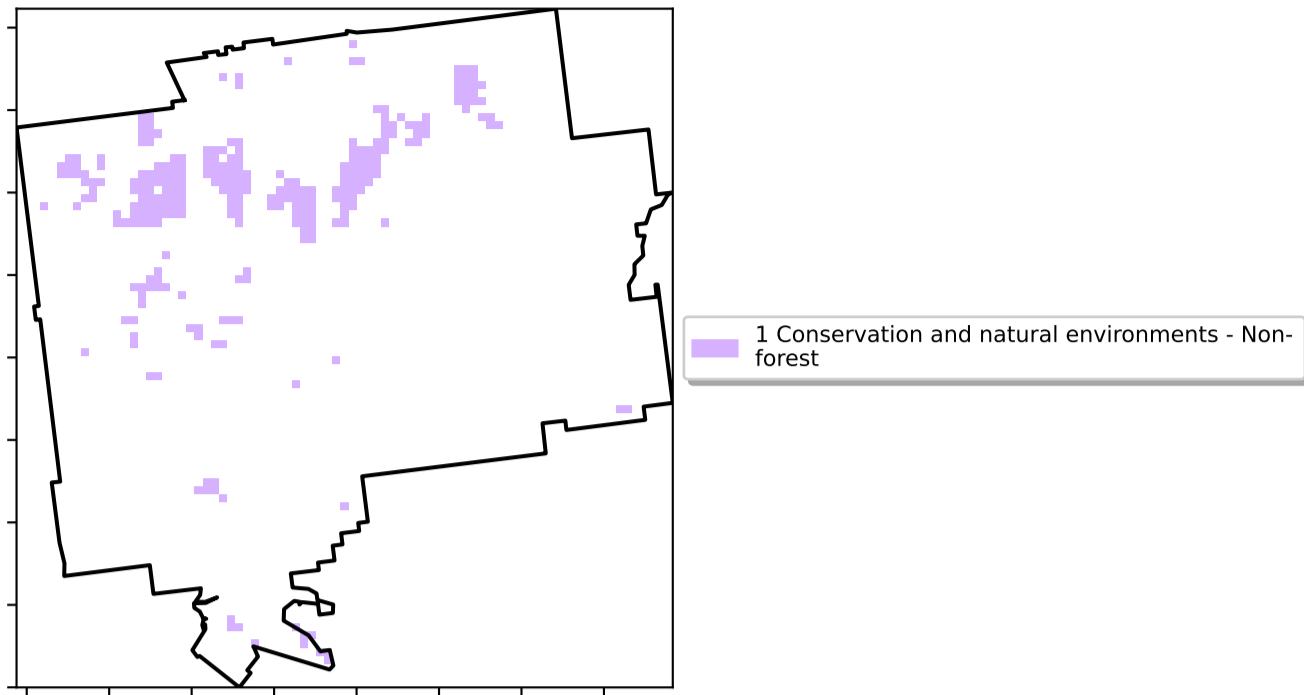 1 Conservation and natural environments - Non-
forest